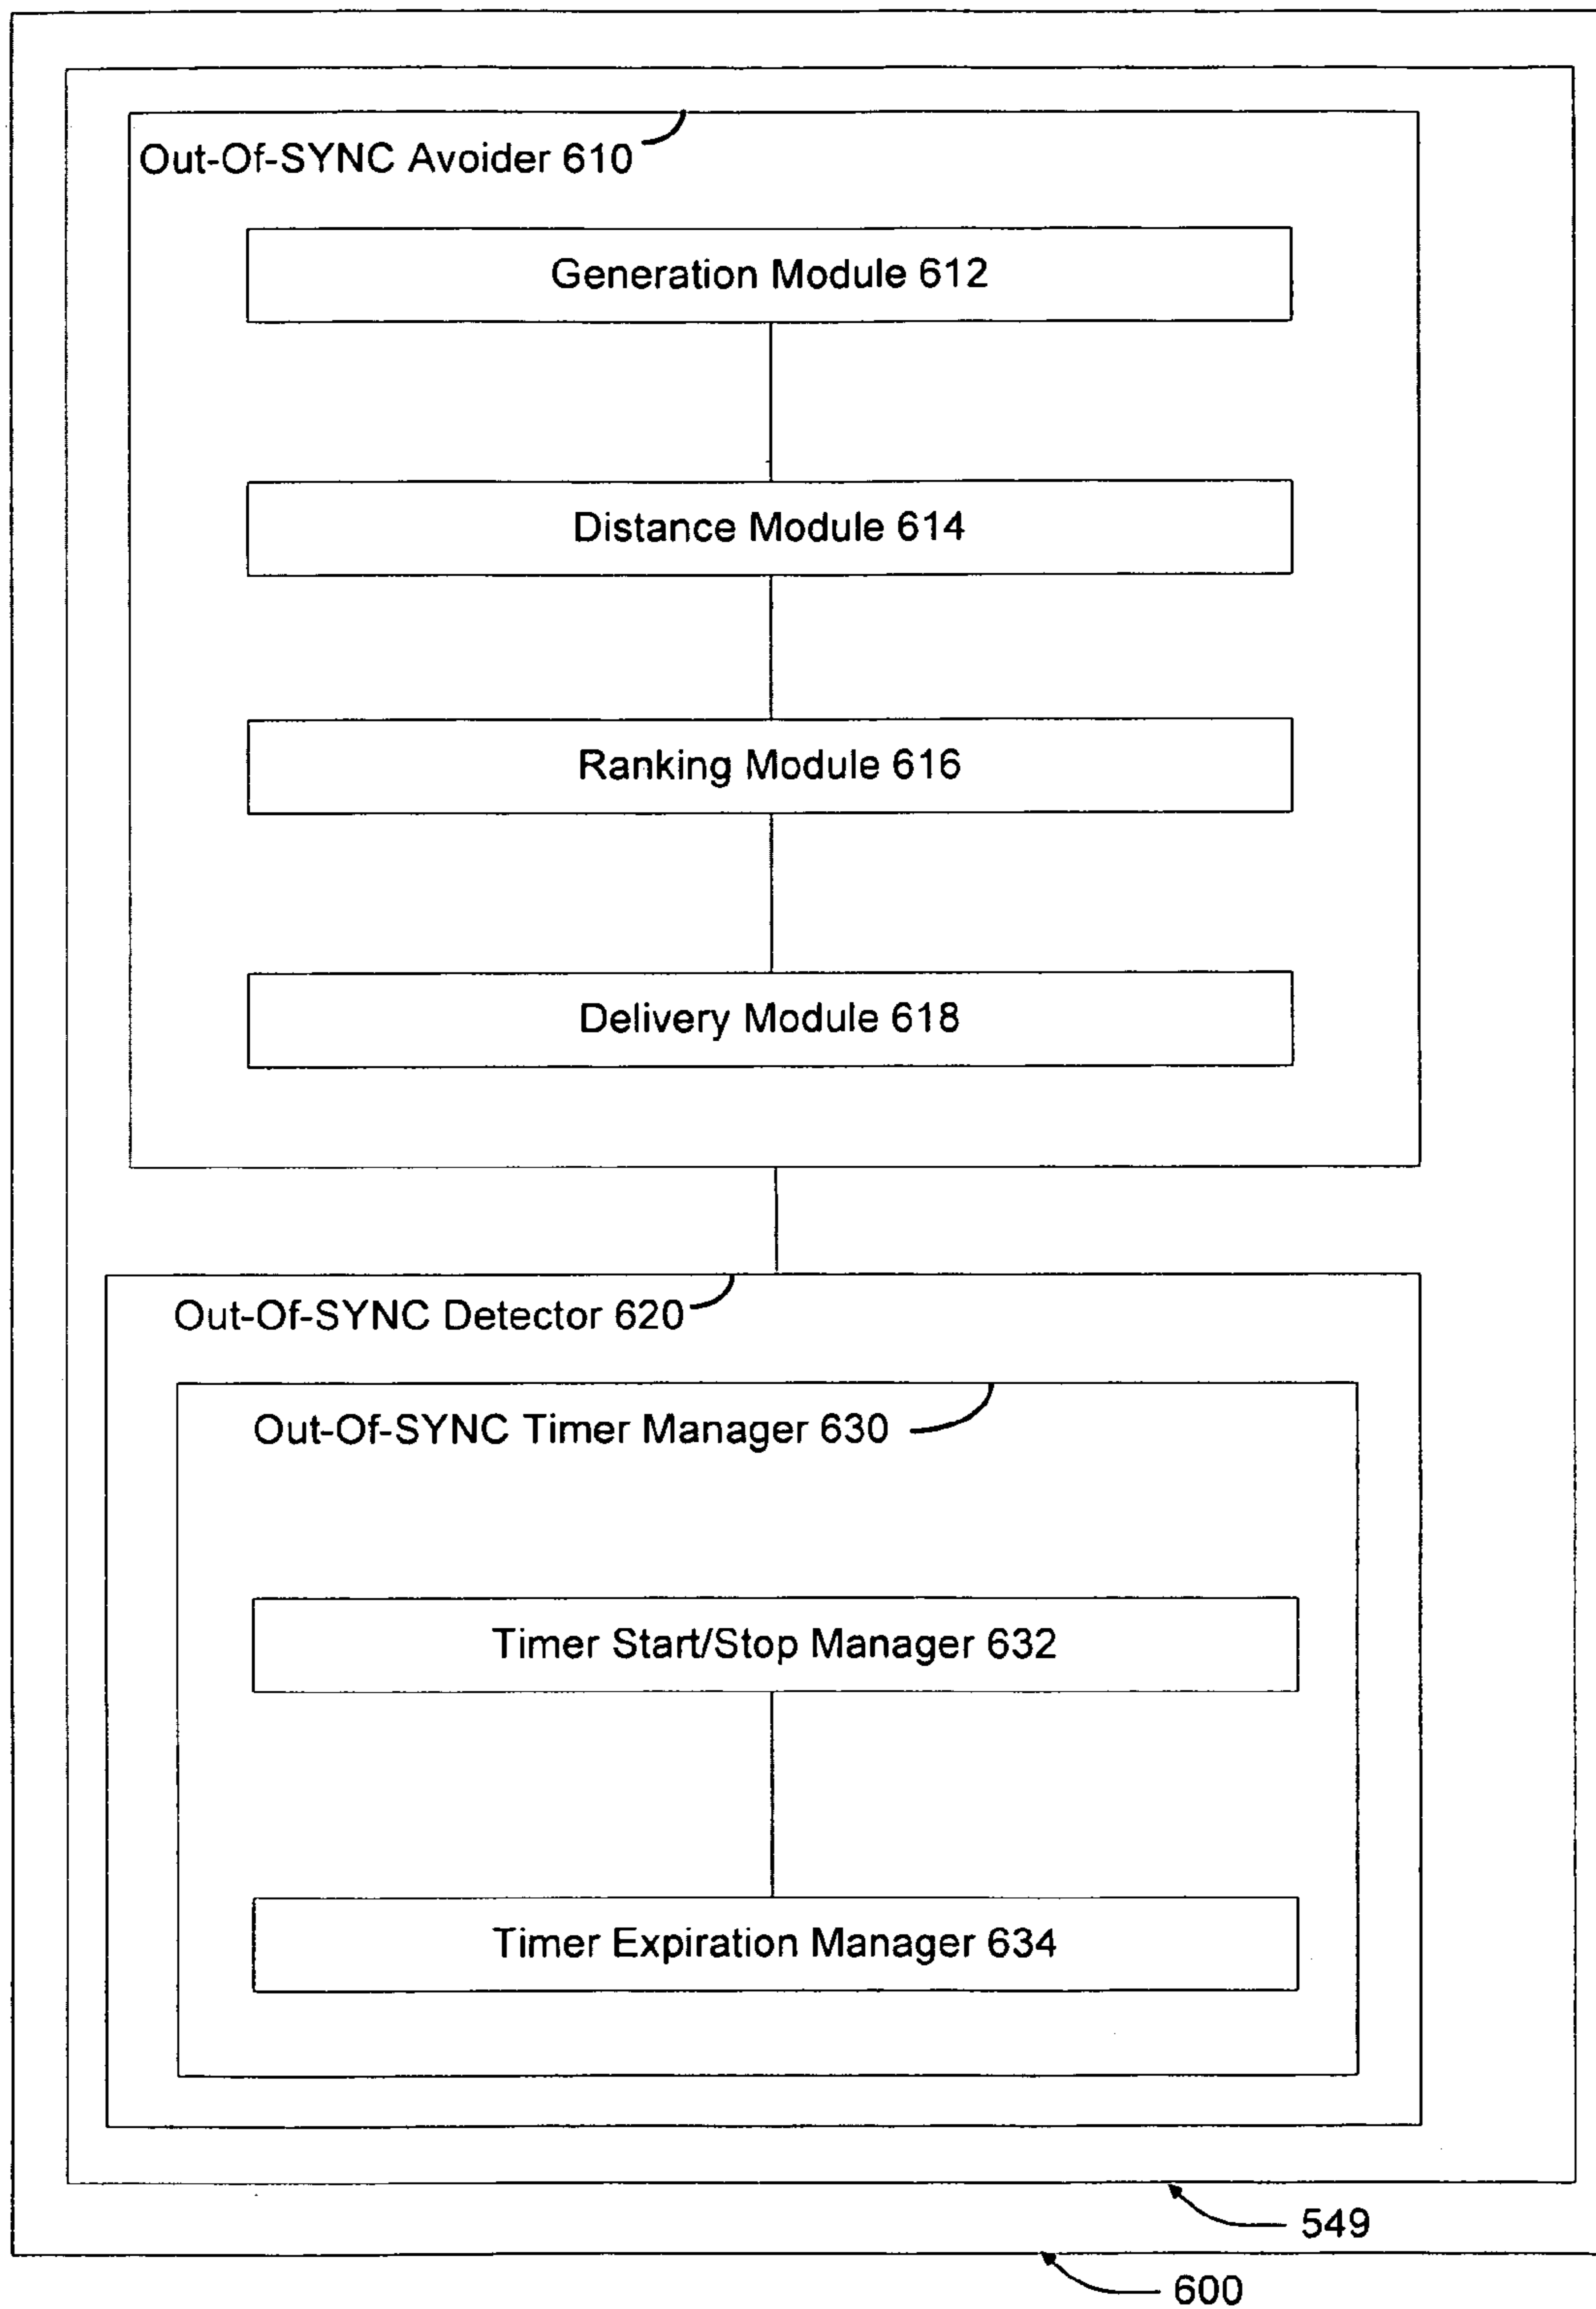 Out-Of-SYNC Avoider 610
Generation Module 612
Distance Module 614
Ranking Module 616
Delivery Module 618
Out-Of-SYNC Detector 620
Out-Of-SYNC Timer Manager 630
Timer Start/Stop Manager 632
Timer Expiration Manager 634
549
600